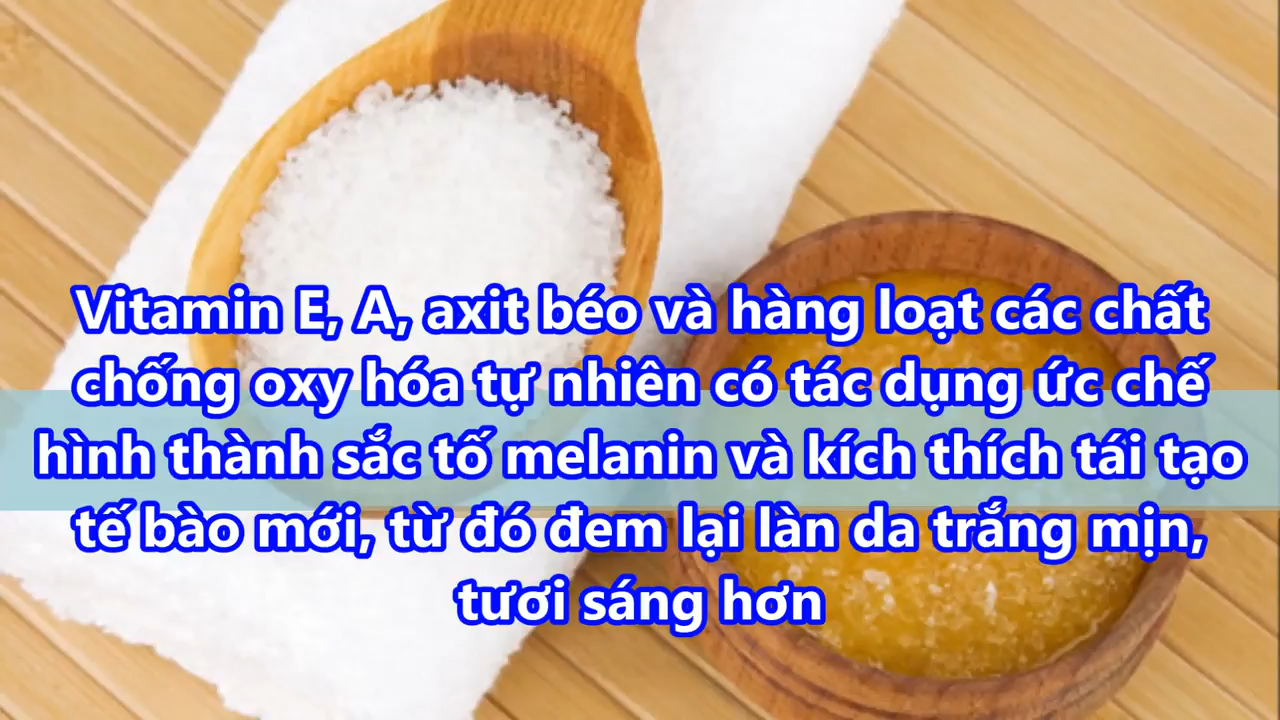 Vitamin E, A, axit béo và hàng loạt các chất
chống oxy hóa tự nhiên có tác dụng ức chế
hình thành sắc tố melanin và kích thích tái tạo
tế bào mới, từ đó đem lại làn da trắng mịn,
tươi sáng hơn